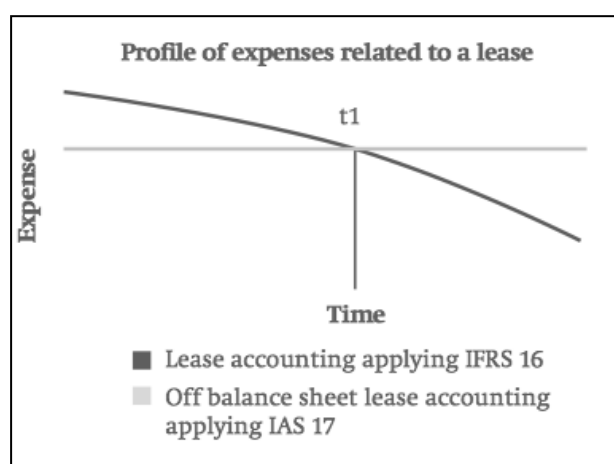 Profile of expenses related to a lease
t1
Expense
Time
Lease accounting applying IFRS 16
Off balance sheet lease accounting
applying IAS 17